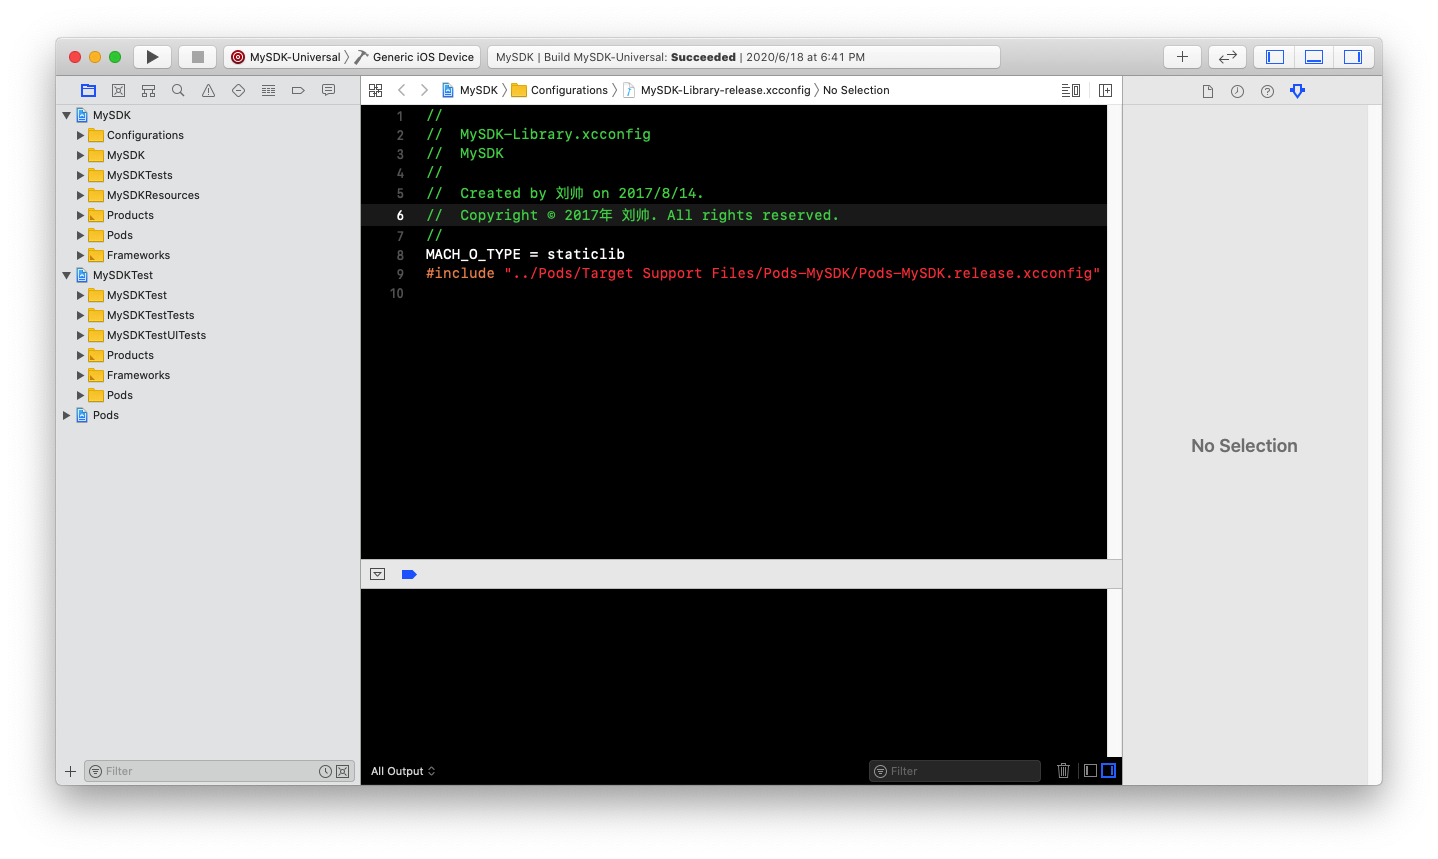 MySDK-Universal 〉 Generic iOS Device
MySDK | Build MySDK-Universal: Succeeded | 2020/6/18 at 6:41 PM
MySDK 〉 Configurations 〉 MySDK-Library-release.xcconfig 〉 No Selection
MySDK
Configurations
MySDK
MySDKTests
MySDKResources
Products
Pods
Frameworks
MySDKTest
MySDKTest
MySDKTestTests
MySDKTestUITests
Products
Frameworks
Pods
Pods
Filter
1 //
2 //  MySDK-Library.xcconfig
3 //  MySDK
4 //
5 //  Created by 刘帅 on 2017/8/14.
6 //  Copyright © 2017年 刘帅. All rights reserved.
7 //
8 MACH_O_TYPE = staticlib
9 #include "../Pods/Target Support Files/Pods-MySDK/Pods-MySDK.release.xcconfig"
10
All Output
Filter
No Selection